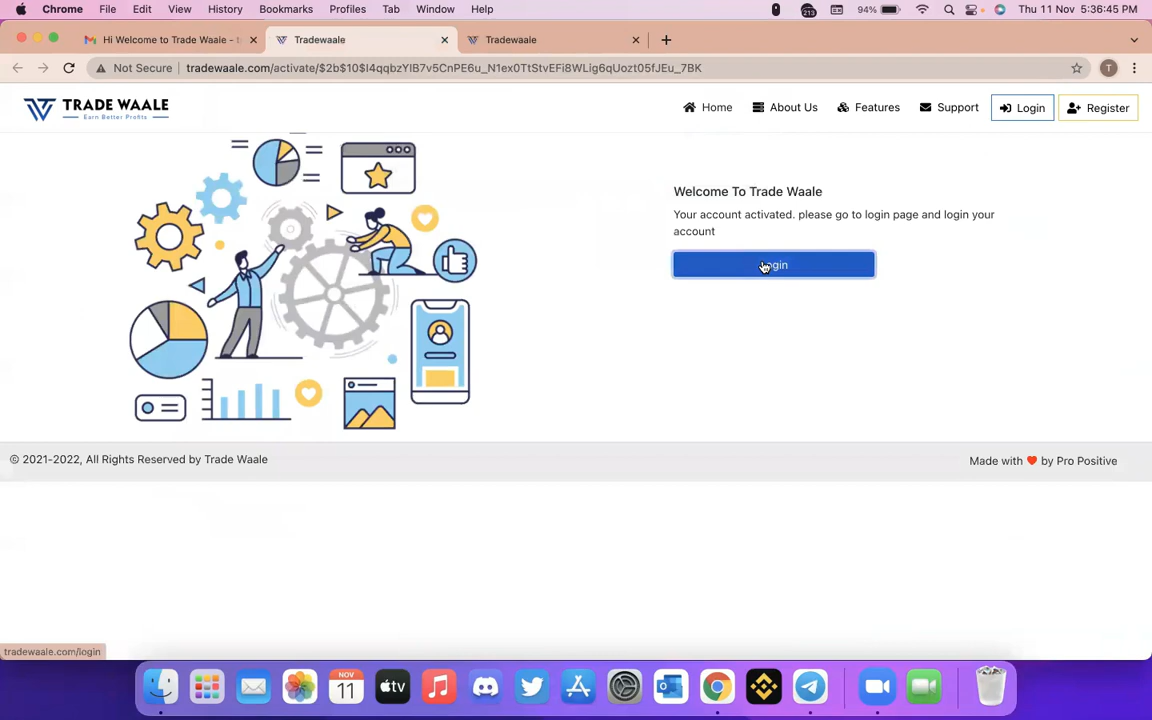 Chrome File Edit View History Bookmarks Profiles Tab Window Help 213 94% Thu 11 Nov 5:36:45 PM
Hi Welcome to Trade Waale - Tradewaale Tradewaale
Not Secure tradewaale.com/activate/$2b$10$I4qqbzYlB7v5CnPE6u_N1ex0TtStvEFi8WLig6qUozt05fJEu_7BK T
TRADE WAALE
Earn Better Profits
Home About Us Features Support Login Register
Welcome To Trade Waale
Your account activated. please go to login page and login your
account
Login
© 2021-2022, All Rights Reserved by Trade Waale Made with ❤ by Pro Positive
tradewaale.com/login
NOV
11
tv